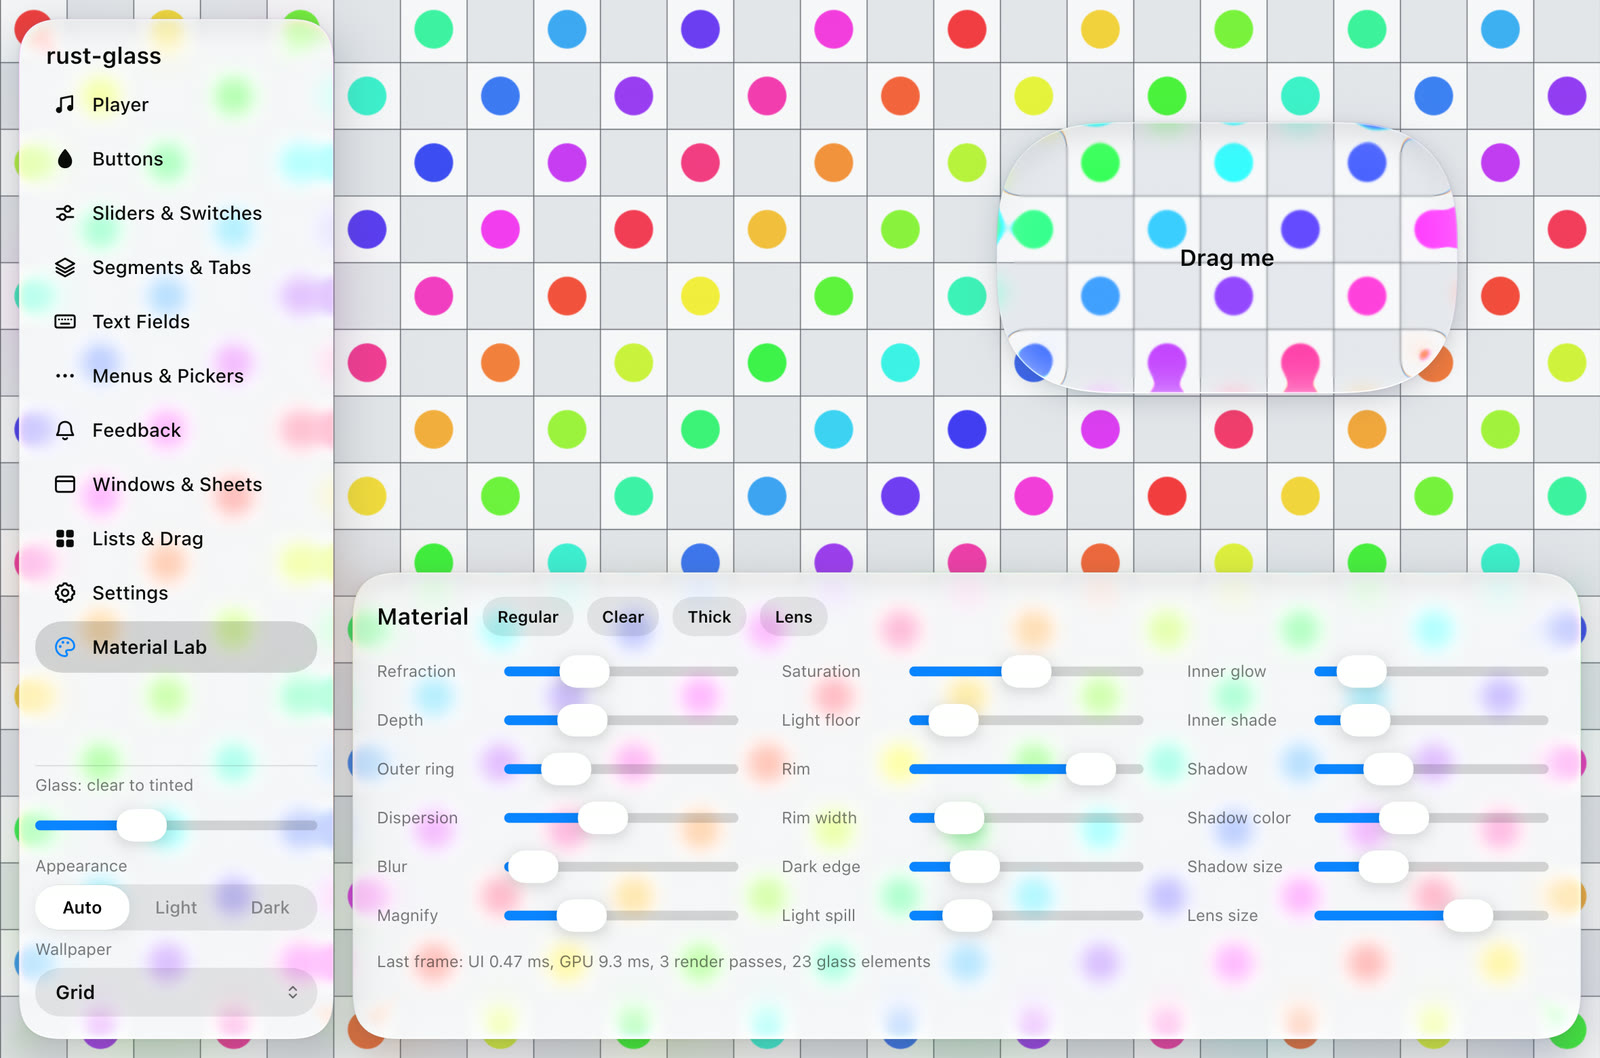 rust-glass
Player
Buttons
Sliders & Switches
Segments & Tabs
Text Fields
Menus & Pickers
Feedback
Windows & Sheets
Lists & Drag
Settings
Material Lab
Glass: clear to tinted
Appearance
Auto Light Dark
Wallpaper
Grid
Drag me
Material Regular Clear Thick Lens
Refraction Saturation Inner glow
Depth Light floor Inner shade
Outer ring Rim Shadow
Dispersion Rim width Shadow color
Blur Dark edge Shadow size
Magnify Light spill Lens size
Last frame: UI 0.47 ms, GPU 9.3 ms, 3 render passes, 23 glass elements